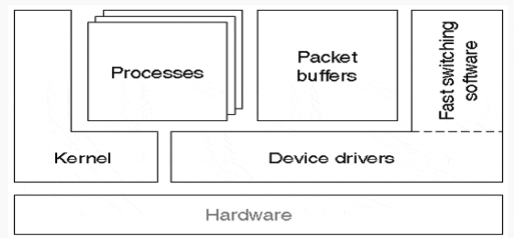 Processes
Packet
buffers
Fast switching
software
Kernel
Device drivers
Hardware